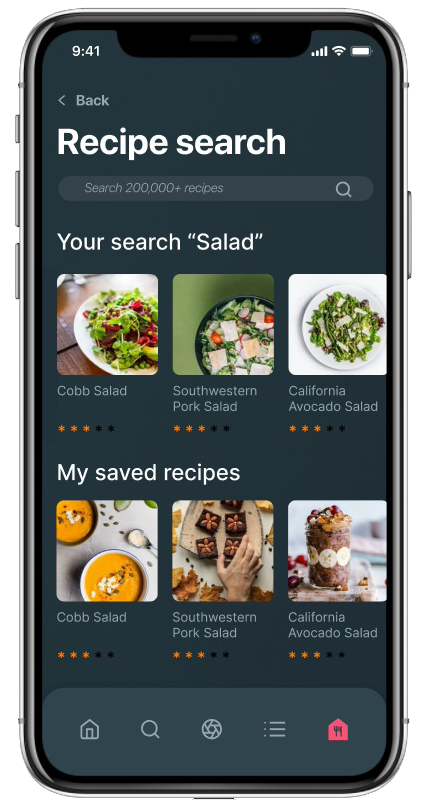 9:41
Back
Recipe search
Search 200,000+ recipes
Your search “Salad”
Cobb Salad
Southwestern
Pork Salad
California
Avocado Salad
My saved recipes
Cobb Salad
Southwestern
Pork Salad
California
Avocado Salad